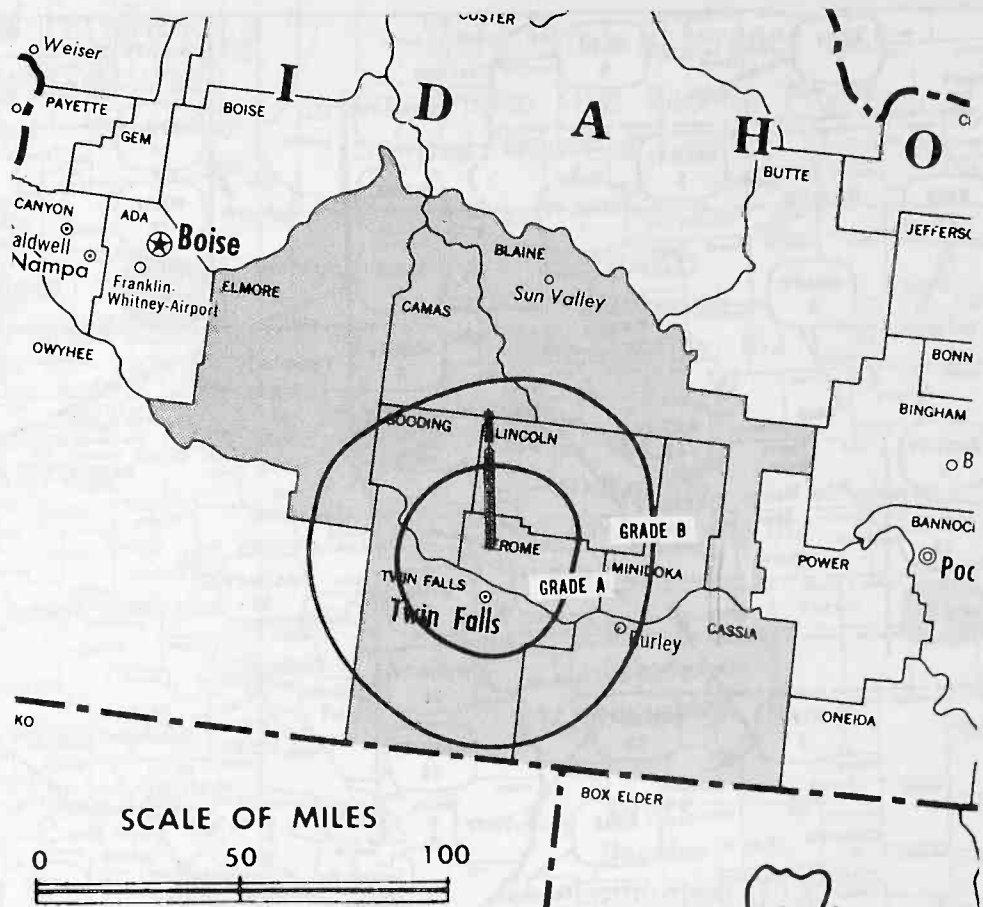 CUSTER
Weiser
I D A H O
PAYETTE
BOISE
GEM
BUTTE
CANYON
ADA
Boise
aldwell
Nampa
Franklin-
Whitney-Airport
ELMORE
BLAINE
Sun Valley
CAMAS
JEFFERSO
OWYHEE
BONN
BINGHAM
GOODING
LINCOLN
B
GRADE B
BANNOC
EROME
MINIDOKA
POWER
Poc
TWIN FALLS
GRADE A
Twin Falls
Burley
CASSIA
KO
ONEIDA
BOX ELDER
SCALE OF MILES
0 50 100